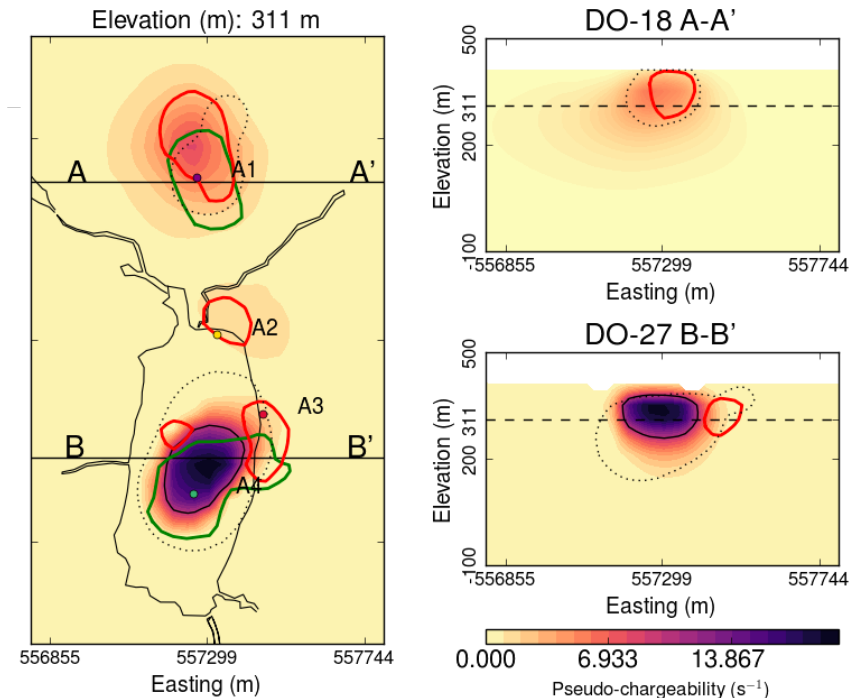 Elevation (m): 311 m
A
A1
A'
A2
A3
B
B'
A4
556855
557299
557744
Easting (m)
DO-18 A-A’
Elevation (m)
500
311
200
-100
556855
557299
557744
Easting (m)
DO-27 B-B’
Elevation (m)
500
311
200
-100
556855
557299
557744
Easting (m)
0.000
6.933
13.867
Pseudo-chargeability (s⁻¹)